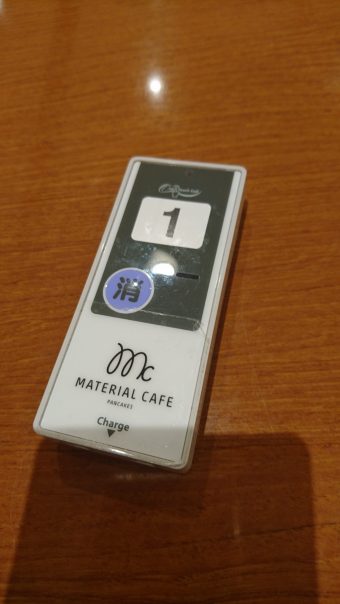 1
消
mc
MATERIAL CAFE
PANCAKES
Charge